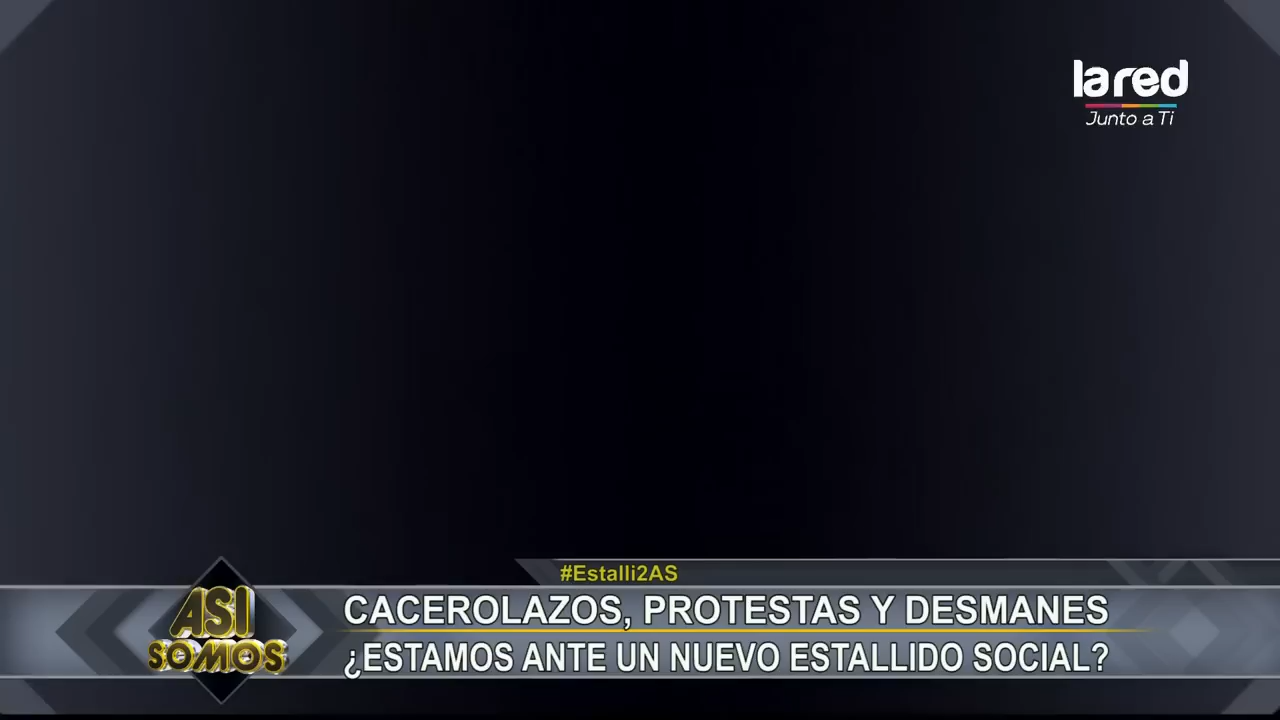 la red
Junto a Ti
#Estalli2AS
ASI
SOMOS
CACEROLAZOS, PROTESTAS Y DESMANES
¿ESTAMOS ANTE UN NUEVO ESTALLIDO SOCIAL?